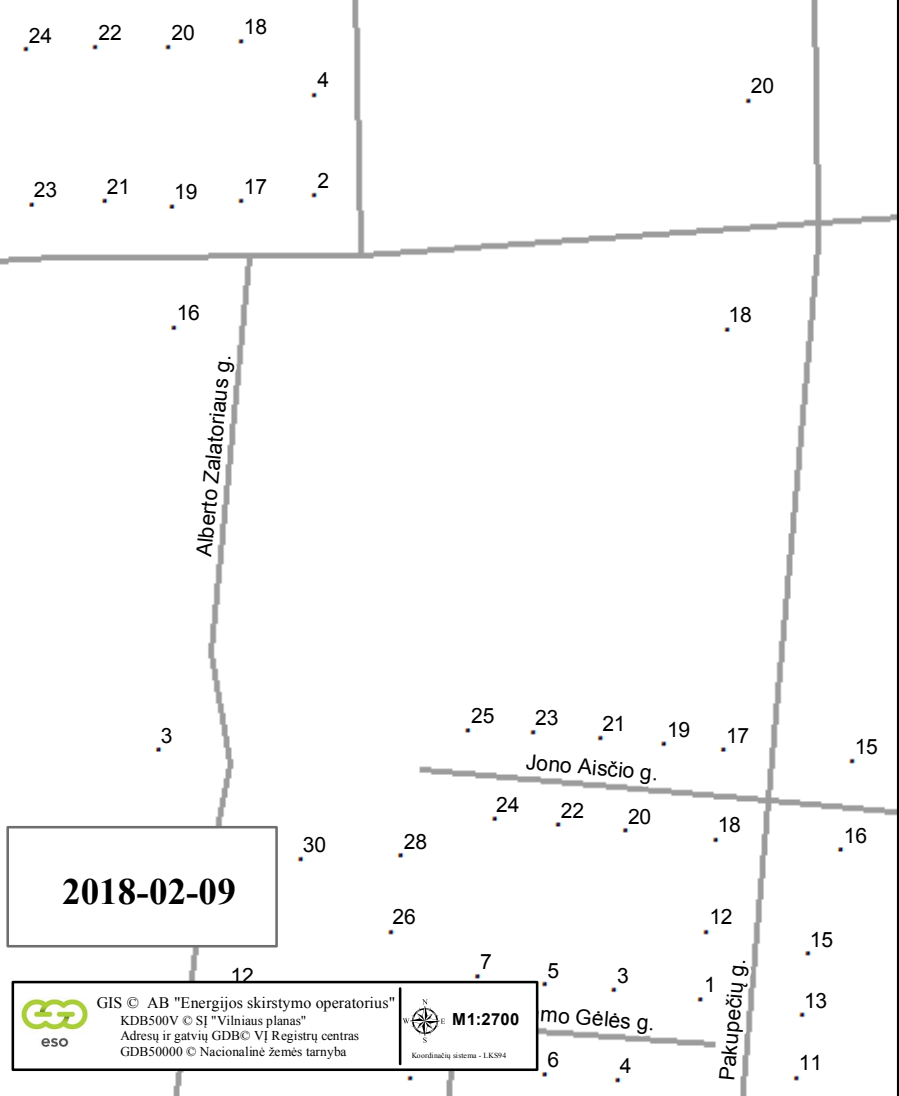 24
22
20
18
4
20
23
21
19
17
2
16
18
Alberto Zalatoriaus g.
25
23
21
19
17
3
15
Jono Aisčio g.
24
22
20
18
16
30
28
2018-02-09
26
12
15
7
5
3
1
12
13
Pakupečių g.
GIS © AB "Energijos skirstymo operatorius"
KDB500V © SĮ "Vilniaus planas"
Adresų ir gatvių GDB© VĮ Registrų centras
GDB50000 © Nacionalinė žemės tarnyba
eso
N
W E
S
M1:2700
Koordinačių sistema - LKS94
mo Gėlės g.
6
4
11